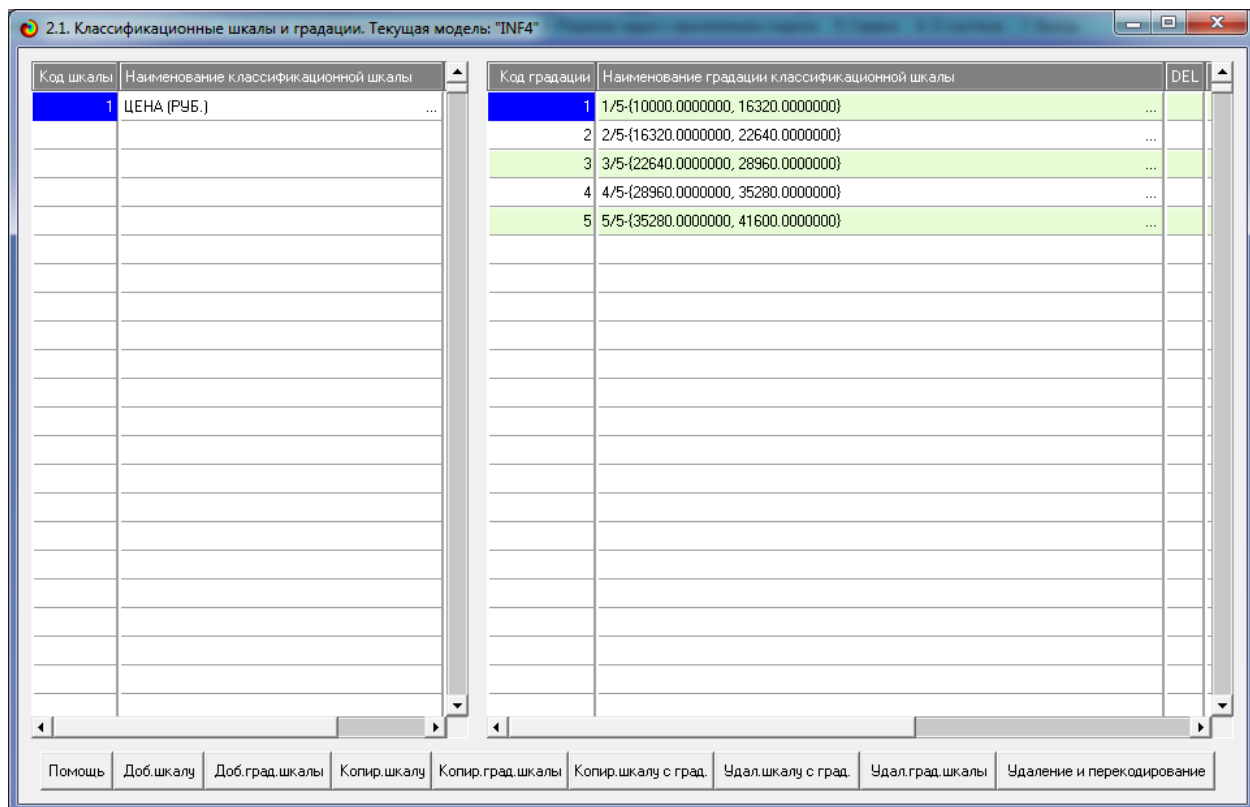 2.1. Классификационные шкалы и градации. Текущая модель: "INF4"
Код шкалы Наименование классификационной шкалы
1 ЦЕНА (РУБ.) ...
Код градации Наименование градации классификационной шкалы DEL
1 1/5-{10000.0000000, 16320.0000000} ...
2 2/5-{16320.0000000, 22640.0000000} ...
3 3/5-{22640.0000000, 28960.0000000} ...
4 4/5-{28960.0000000, 35280.0000000} ...
5 5/5-{35280.0000000, 41600.0000000} ...
Помощь Доб.шкалу Доб.град.шкалы Копир.шкалу Копир.град.шкалы Копир.шкалу с град. Удал.шкалу с град. Удал.град.шкалы Удаление и перекодирование